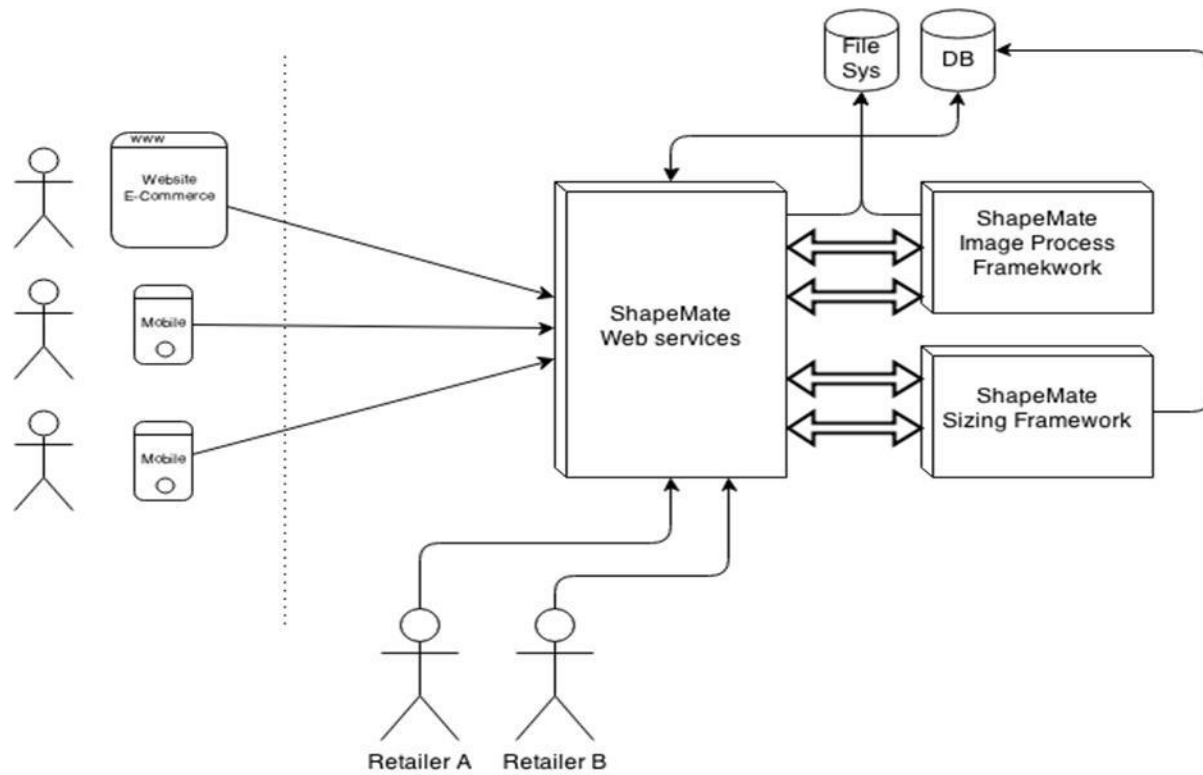 File
Sys
DB
www
Website
E-Commerce
Mobile
Mobile
ShapeMate
Web services
ShapeMate
Image Process
Framekwork
ShapeMate
Sizing Framework
Retailer A
Retailer B